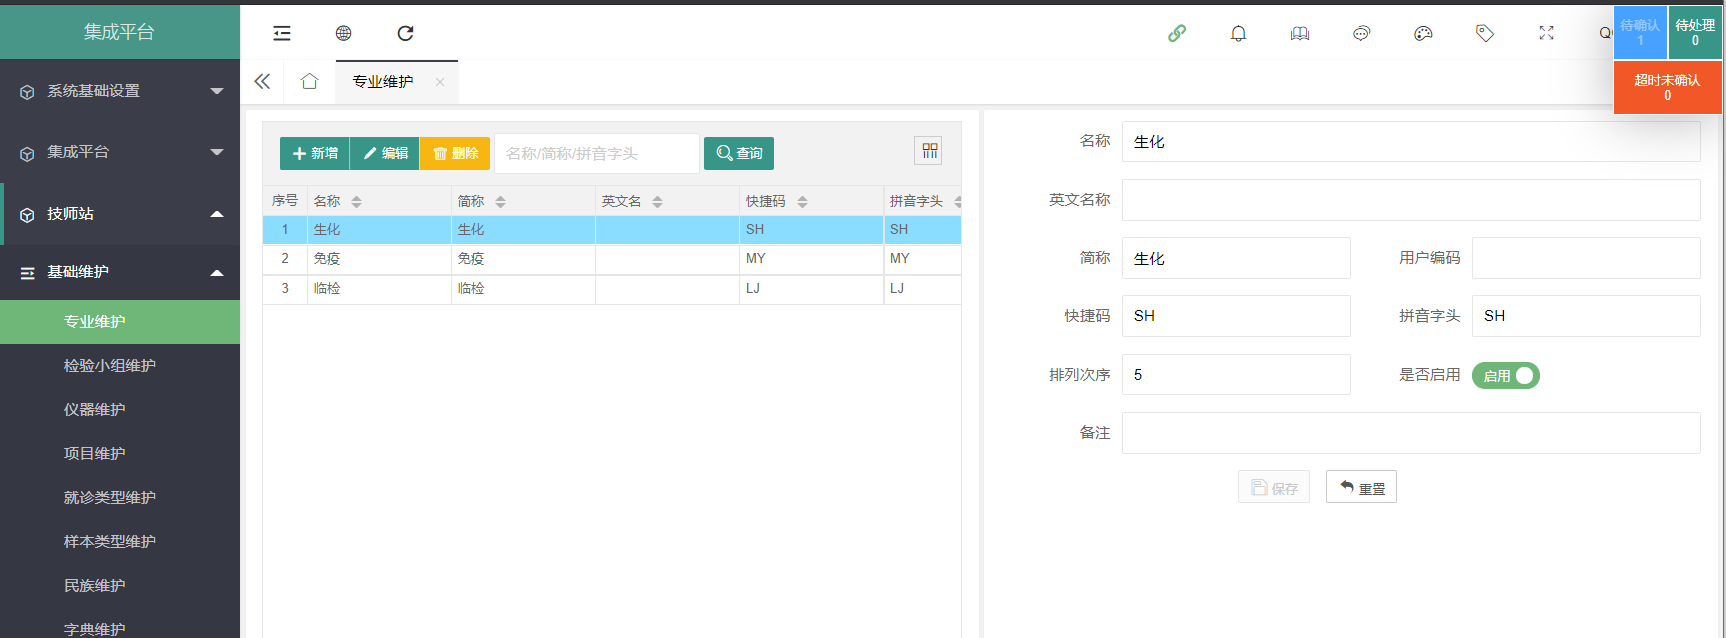 集成平台
系统基础设置
集成平台
技师站
基础维护
专业维护
检验小组维护
仪器维护
项目维护
就诊类型维护
样本类型维护
民族维护
字典维护
待确认 待处理
1 0
超时未确认
0
专业维护 ×
新增 编辑 删除 名称/简称/拼音字头 查询
序号 名称 简称 英文名 快捷码 拼音字头
1 生化 生化 SH SH
2 免疫 免疫 MY MY
3 临检 临检 LJ LJ
名称 生化
英文名称
简称 生化 用户编码
快捷码 SH 拼音字头 SH
排列次序 5 是否启用 启用
备注
保存 重置